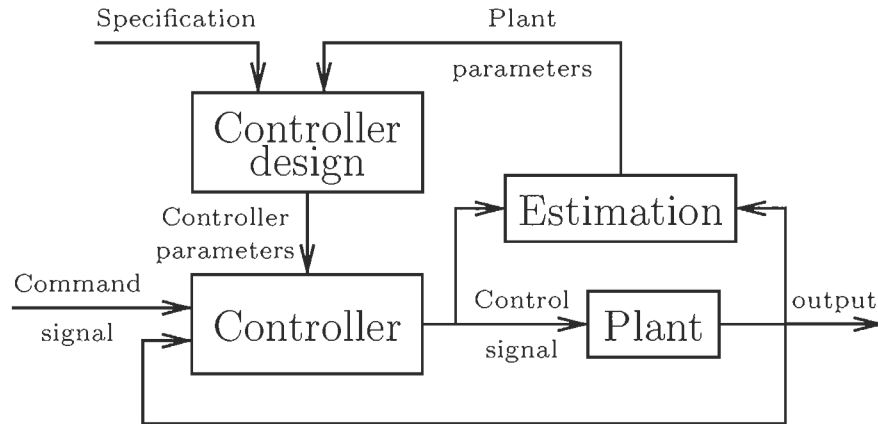 Specification
Plant
parameters
Controller
design
Controller
parameters
Estimation
Command
signal
Controller
Control
signal
Plant
output